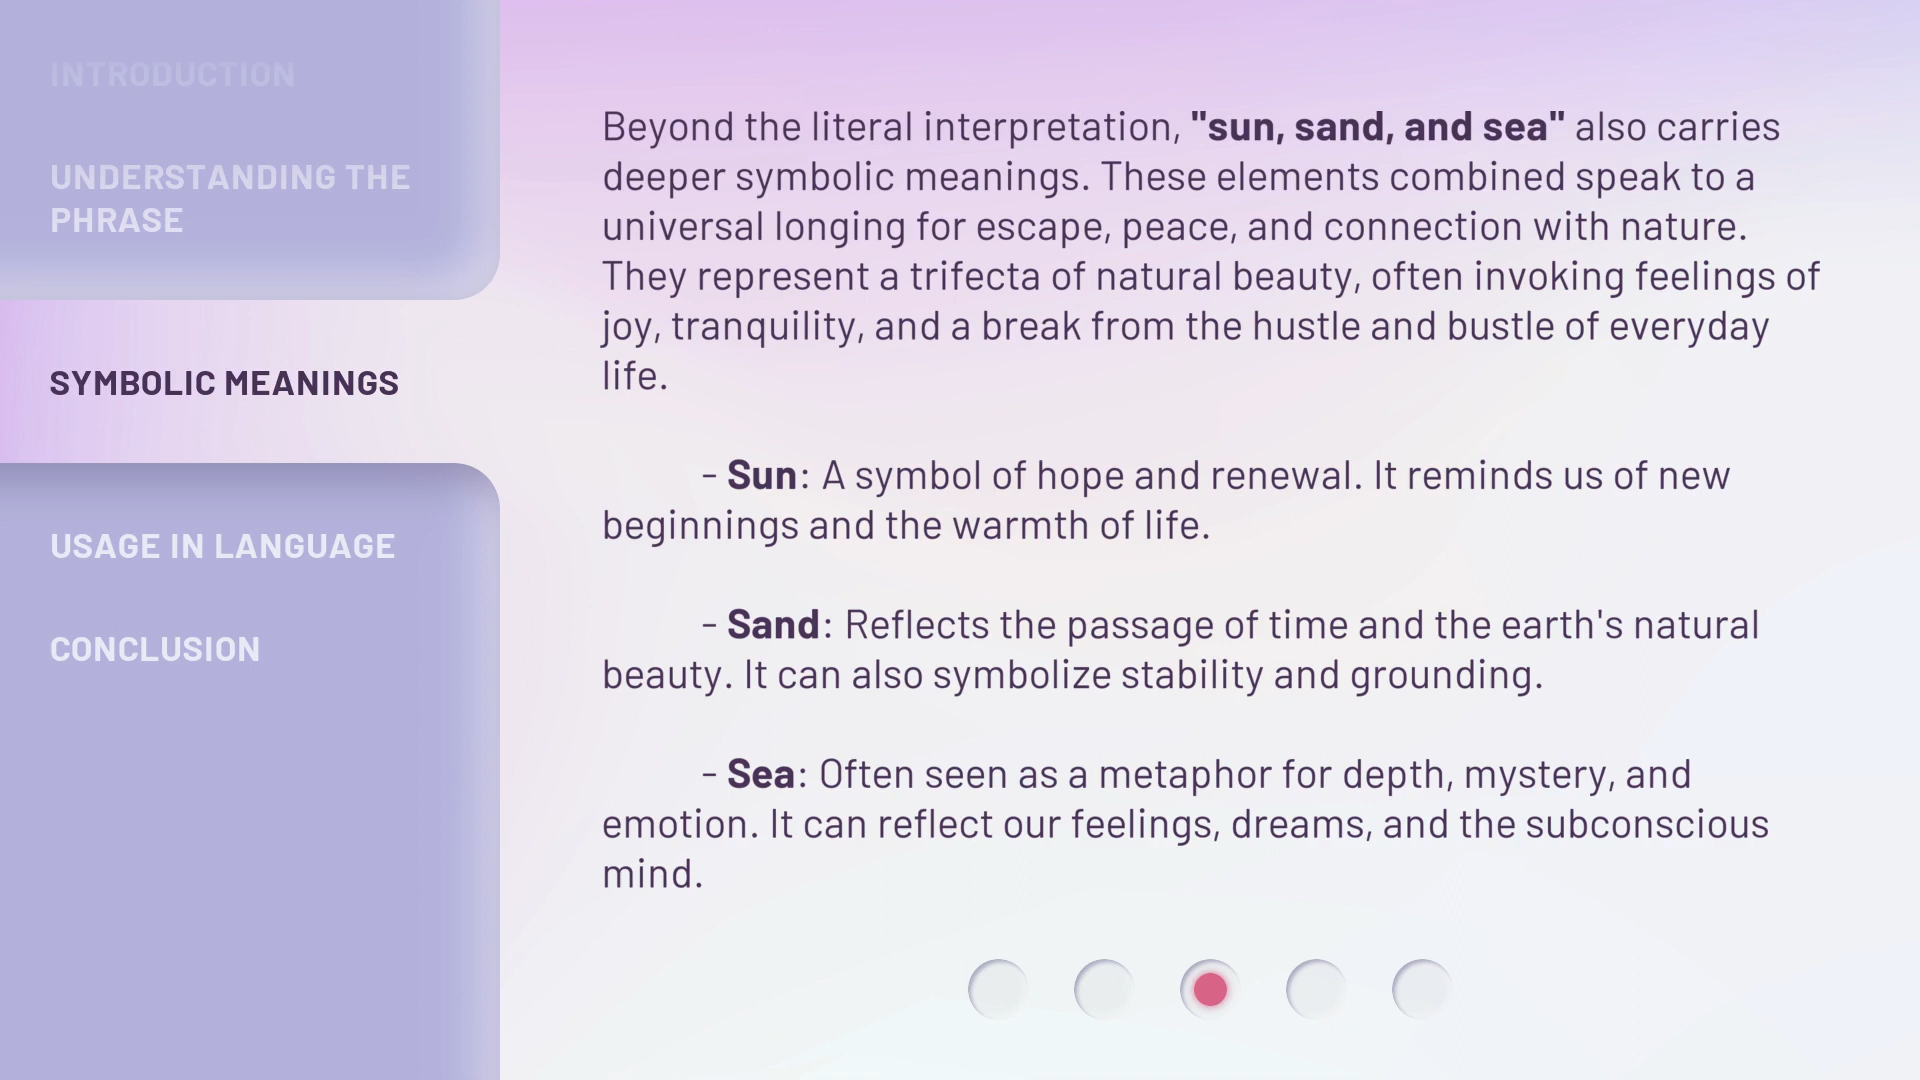 INTRODUCTION
UNDERSTANDING THE
PHRASE
SYMBOLIC MEANINGS
USAGE IN LANGUAGE
CONCLUSION
Beyond the literal interpretation, "sun, sand, and sea" also carries
deeper symbolic meanings. These elements combined speak to a
universal longing for escape, peace, and connection with nature.
They represent a trifecta of natural beauty, often invoking feelings of
joy, tranquility, and a break from the hustle and bustle of everyday
life.
- Sun: A symbol of hope and renewal. It reminds us of new
beginnings and the warmth of life.
- Sand: Reflects the passage of time and the earth's natural
beauty. It can also symbolize stability and grounding.
- Sea: Often seen as a metaphor for depth, mystery, and
emotion. It can reflect our feelings, dreams, and the subconscious
mind.